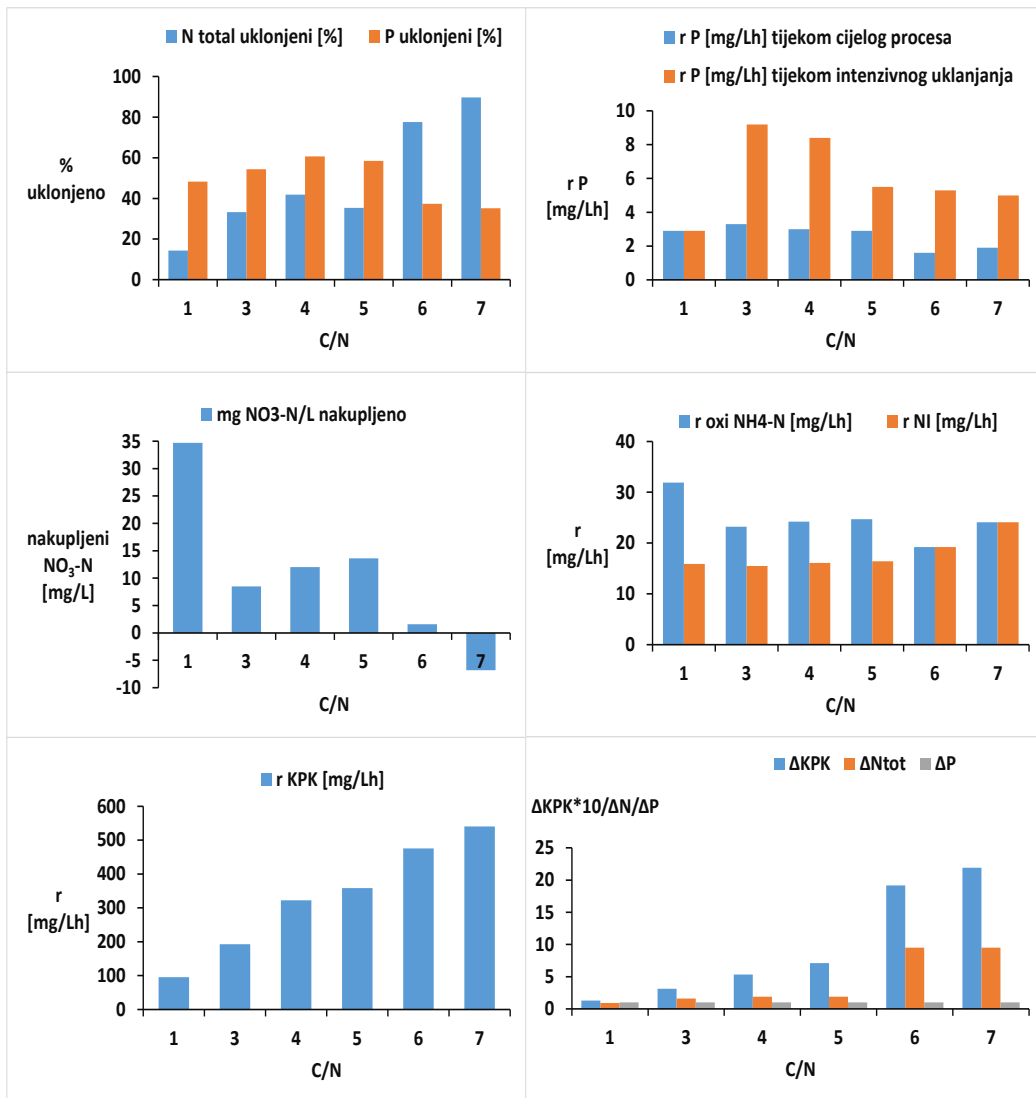 N total uklonjeni [%] P uklonjeni [%]
100
80
60
40
20
0
%
uklonjeno
1 3 4 5 6 7
C/N
r P [mg/Lh] tijekom cijelog procesa
r P [mg/Lh] tijekom intenzivnog uklanjanja
10
8
6
4
2
0
r P
[mg/Lh]
1 3 4 5 6 7
C/N
mg NO3-N/L nakupljeno
35
30
25
20
15
10
5
0
-5
-10
nakupljeni
NO₃-N
[mg/L]
1 3 4 5 6 7
C/N
r oxi NH4-N [mg/Lh] r NI [mg/Lh]
40
30
20
10
0
r
[mg/Lh]
1 3 4 5 6 7
C/N
r KPK [mg/Lh]
600
500
400
300
200
100
0
r
[mg/Lh]
1 3 4 5 6 7
C/N
ΔKPK ΔNtot ΔP
ΔKPK*10/ΔN/ΔP
25
20
15
10
5
0
1 3 4 5 6 7
C/N